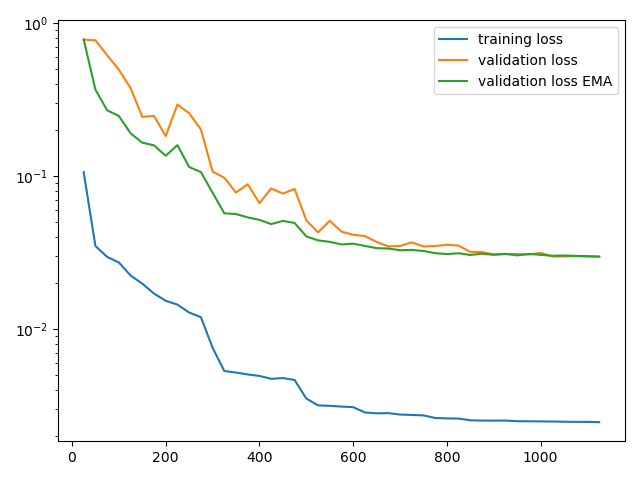 10⁰
10⁻¹
10⁻²
training loss
validation loss
validation loss EMA
0 200 400 600 800 1000